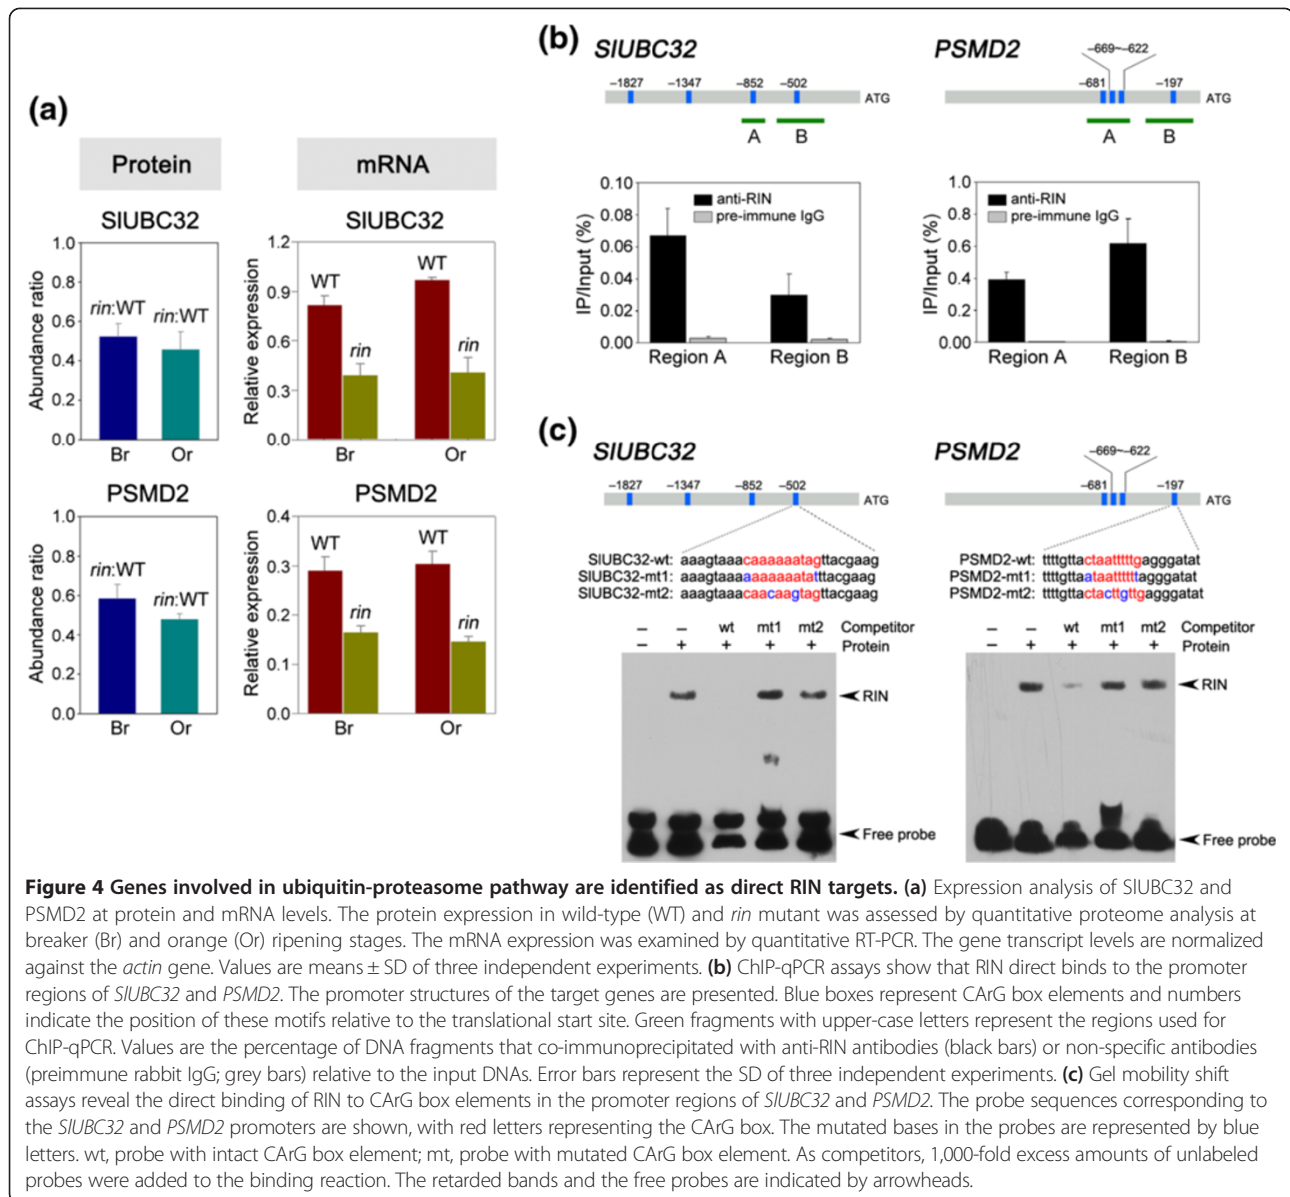 (a)
Protein
mRNA
SlUBC32
SlUBC32
1.0
0.8
0.6
0.4
0.2
0.0
Abundance ratio
rin:WT
rin:WT
Br
Or
1.2
0.9
0.6
0.3
0.0
Relative expression
WT
rin
WT
rin
Br
Or
PSMD2
PSMD2
1.0
0.8
0.6
0.4
0.2
0.0
Abundance ratio
rin:WT
rin:WT
Br
Or
0.4
0.3
0.2
0.1
0.0
Relative expression
WT
rin
WT
rin
Br
Or
(b)
SlUBC32
–1827
–1347
–852
–502
ATG
A
B
PSMD2
–669~–622
–681
–197
ATG
A
B
0.10
0.08
0.06
0.04
0.02
0.00
IP/Input (%)
anti-RIN
pre-immune IgG
Region A
Region B
1.0
0.8
0.6
0.4
0.2
0.0
IP/Input (%)
anti-RIN
pre-immune IgG
Region A
Region B
(c)
SlUBC32
–1827
–1347
–852
–502
ATG
SlUBC32-wt: aaagtaaacaaaaaaatagttacgaag
SlUBC32-mt1: aaagtaaaaaaaaaatatttacgaag
SlUBC32-mt2: aaagtaaacaacaagtagttacgaag
– – wt mt1 mt2 Competitor
– + + + + Protein
RIN
Free probe
PSMD2
–669~–622
–681
–197
ATG
PSMD2-wt: ttttgttactaattttttgagggatat
PSMD2-mt1: ttttgttaataattttttagggatat
PSMD2-mt2: ttttgttactacttgttgagggatat
– – wt mt1 mt2 Competitor
– + + + + Protein
RIN
Free probe
Figure 4 Genes involved in ubiquitin-proteasome pathway are identified as direct RIN targets. (a) Expression analysis of SlUBC32 and
PSMD2 at protein and mRNA levels. The protein expression in wild-type (WT) and rin mutant was assessed by quantitative proteome analysis at
breaker (Br) and orange (Or) ripening stages. The mRNA expression was examined by quantitative RT-PCR. The gene transcript levels are normalized
against the actin gene. Values are means ± SD of three independent experiments. (b) ChIP-qPCR assays show that RIN direct binds to the promoter
regions of SlUBC32 and PSMD2. The promoter structures of the target genes are presented. Blue boxes represent CArG box elements and numbers
indicate the position of these motifs relative to the translational start site. Green fragments with upper-case letters represent the regions used for
ChIP-qPCR. Values are the percentage of DNA fragments that co-immunoprecipitated with anti-RIN antibodies (black bars) or non-specific antibodies
(preimmune rabbit IgG; grey bars) relative to the input DNAs. Error bars represent the SD of three independent experiments. (c) Gel mobility shift
assays reveal the direct binding of RIN to CArG box elements in the promoter regions of SlUBC32 and PSMD2. The probe sequences corresponding to
the SlUBC32 and PSMD2 promoters are shown, with red letters representing the CArG box. The mutated bases in the probes are represented by blue
letters. wt, probe with intact CArG box element; mt, probe with mutated CArG box element. As competitors, 1,000-fold excess amounts of unlabeled
probes were added to the binding reaction. The retarded bands and the free probes are indicated by arrowheads.